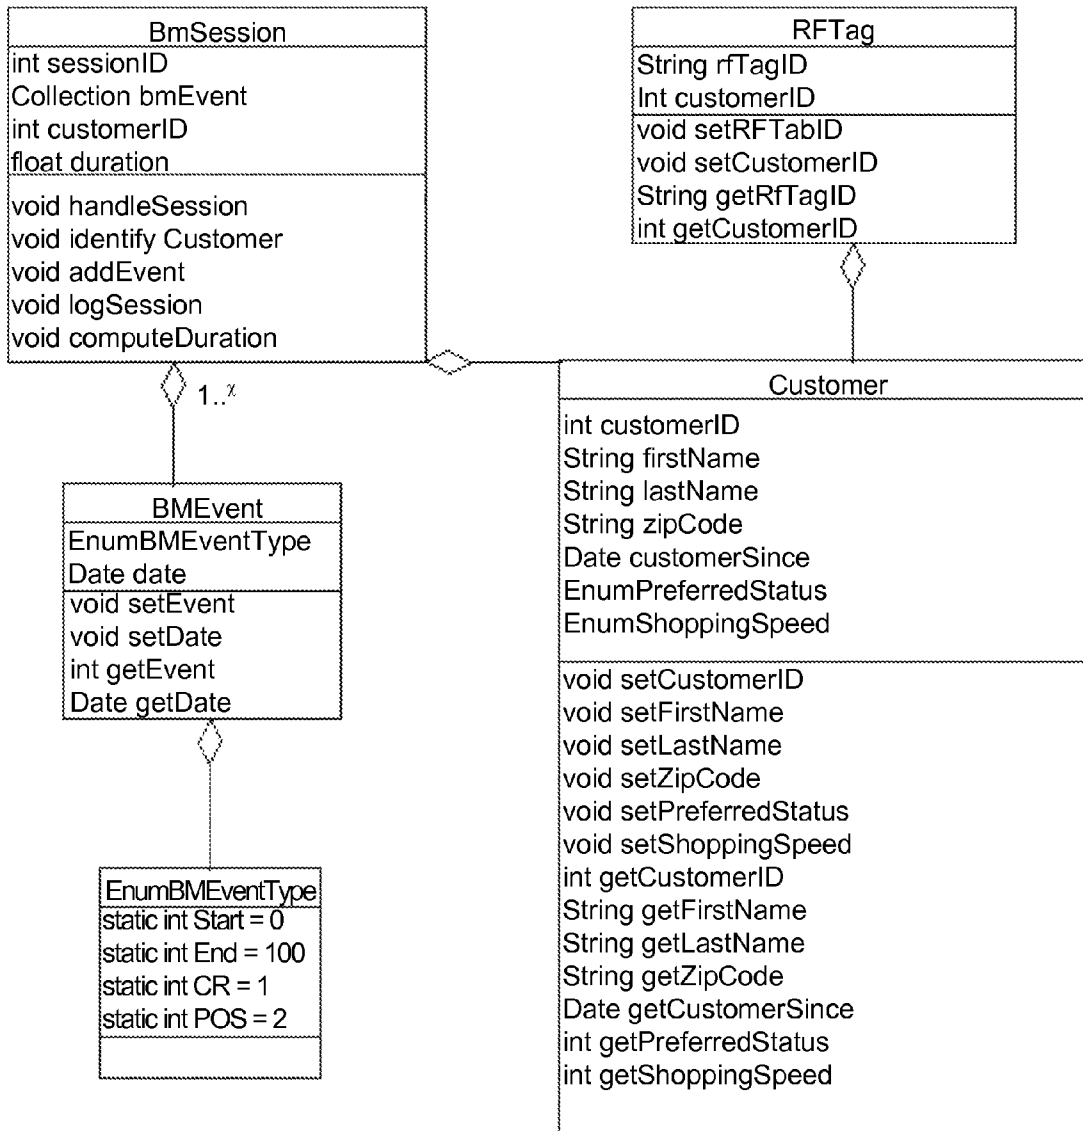 BmSession
int sessionID
Collection bmEvent
int customerID
float duration
void handleSession
void identify Customer
void addEvent
void logSession
void computeDuration
RFTag
String rfTagID
Int customerID
void setRFTabID
void setCustomerID
String getRfTagID
int getCustomerID
1..χ
BMEvent
EnumBMEventType
Date date
void setEvent
void setDate
int getEvent
Date getDate
EnumBMEventType
static int Start = 0
static int End = 100
static int CR = 1
static int POS = 2
Customer
int customerID
String firstName
String lastName
String zipCode
Date customerSince
EnumPreferredStatus
EnumShoppingSpeed
void setCustomerID
void setFirstName
void setLastName
void setZipCode
void setPreferredStatus
void setShoppingSpeed
int getCustomerID
String getFirstName
String getLastName
String getZipCode
Date getCustomerSince
int getPreferredStatus
int getShoppingSpeed